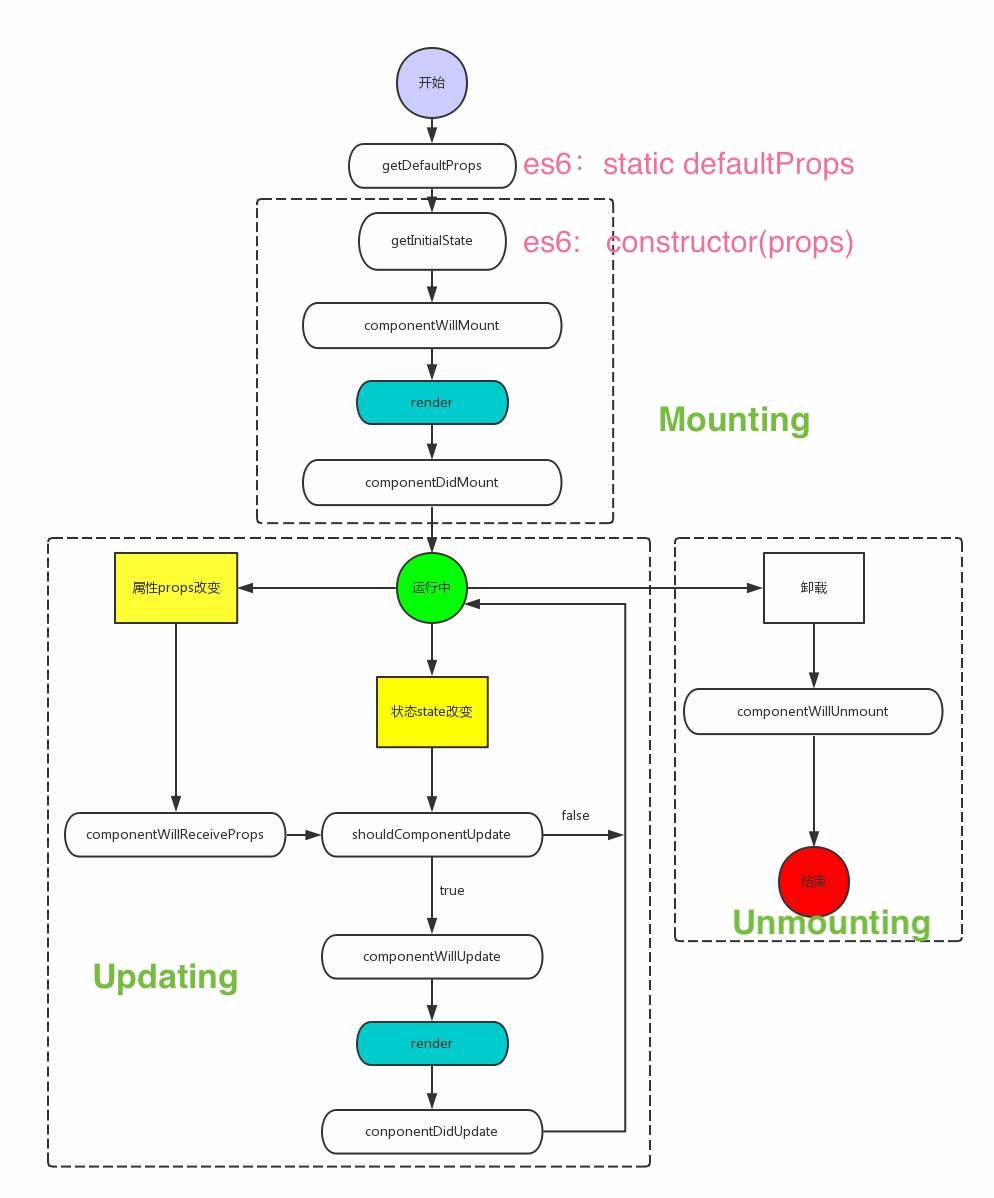 开始
getDefaultProps
es6：static defaultProps
getInitialState
es6: constructor(props)
componentWillMount
render
componentDidMount
Mounting
属性props改变
运行中
卸载
状态state改变
componentWillUnmount
componentWillReceiveProps
shouldComponentUpdate
false
true
结束
Unmounting
componentWillUpdate
Updating
render
conponentDidUpdate